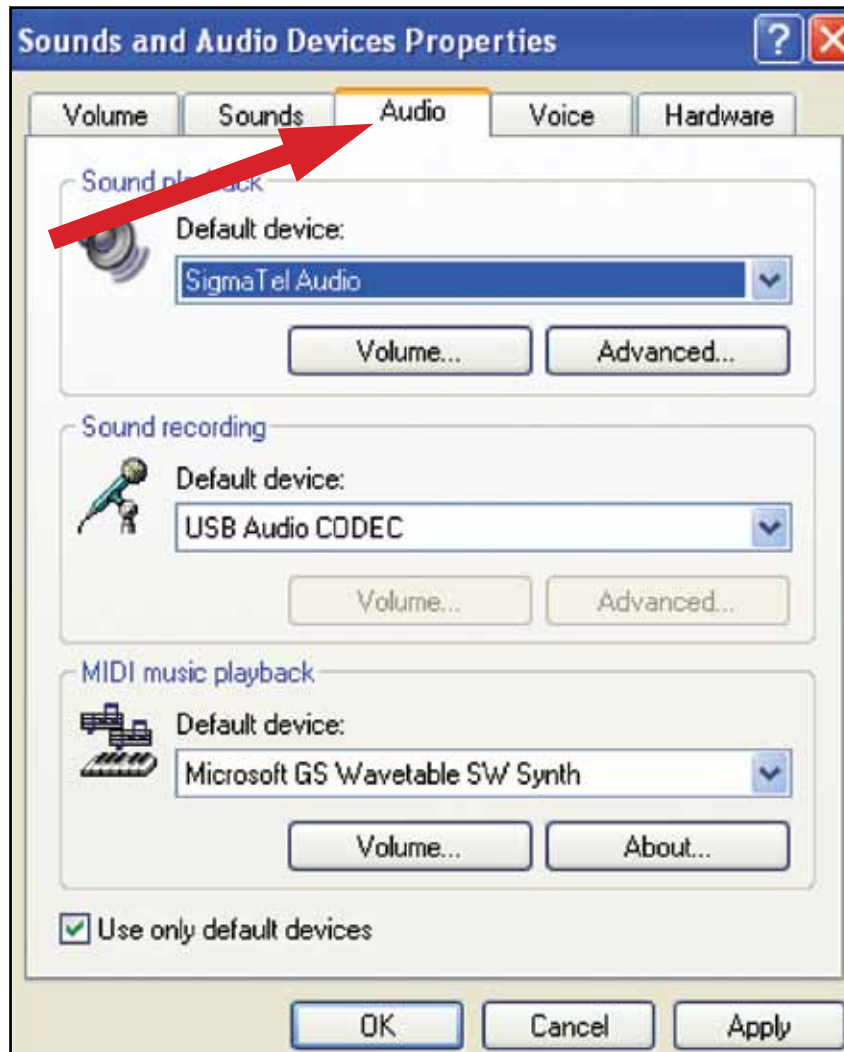 Sounds and Audio Devices Properties
?
Volume Sounds Audio Voice Hardware
Sound playback
Default device:
SigmaTel Audio
Volume... Advanced...
Sound recording
Default device:
USB Audio CODEC
Volume... Advanced...
MIDI music playback
Default device:
Microsoft GS Wavetable SW Synth
Volume... About...
Use only default devices
OK Cancel Apply